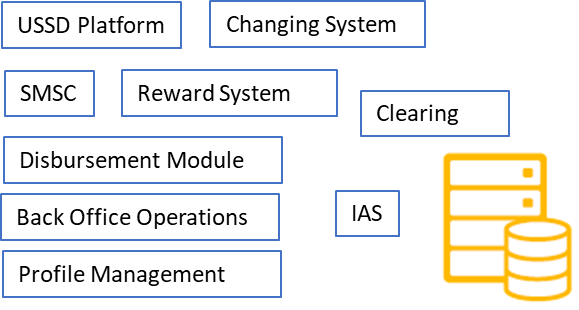 USSD Platform
Changing System
SMSC
Reward System
Clearing
Disbursement Module
Back Office Operations
IAS
Profile Management